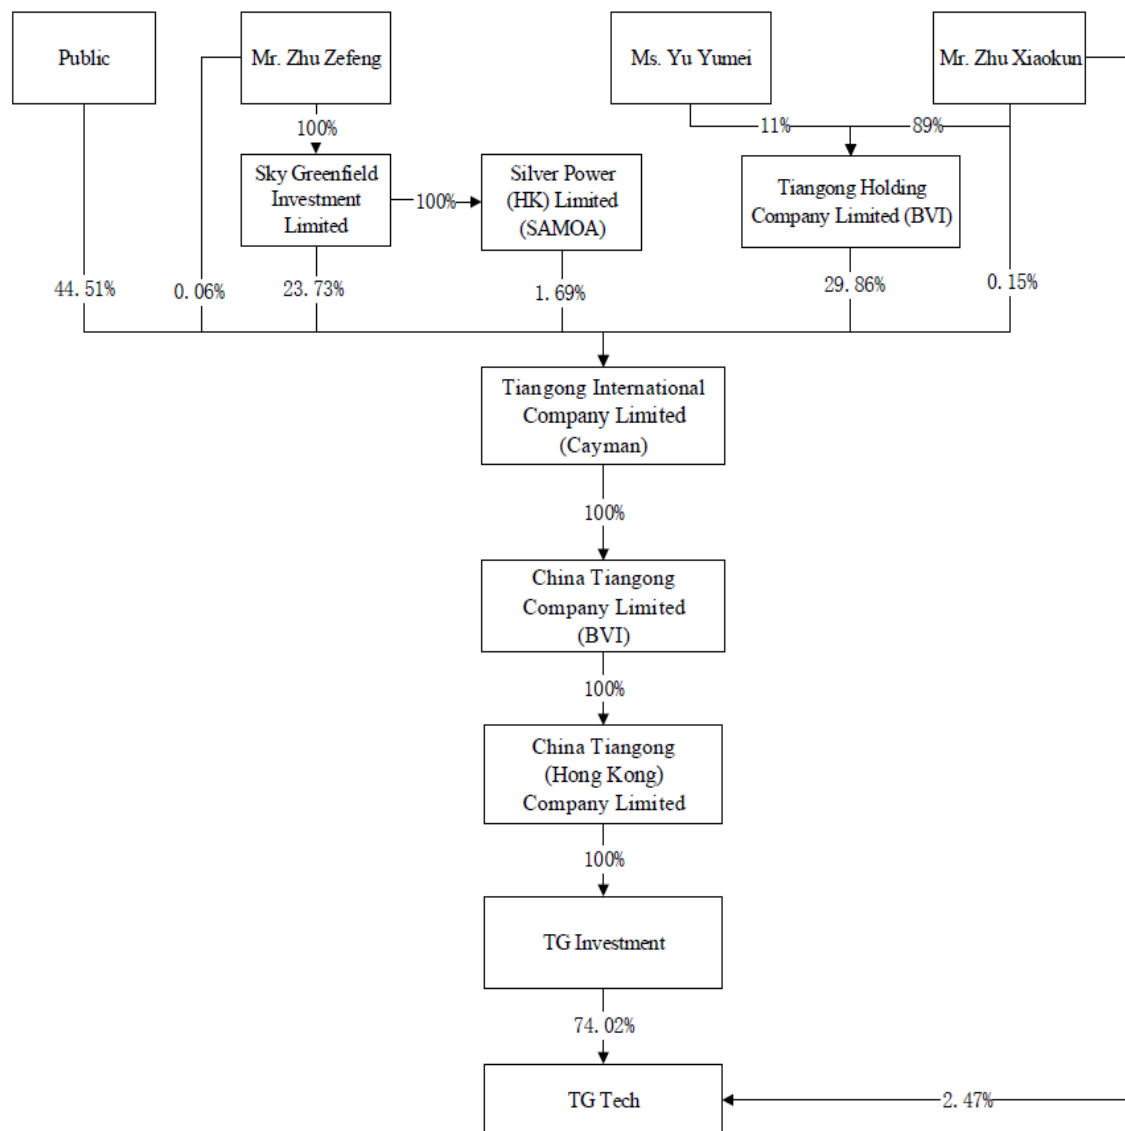 Public
Mr. Zhu Zefeng
Ms. Yu Yumei
Mr. Zhu Xiaokun
100%
11%
89%
Sky Greenfield
Investment
Limited
100%
Silver Power
(HK) Limited
(SAMOA)
Tiangong Holding
Company Limited (BVI)
44.51%
0.06%
23.73%
1.69%
29.86%
0.15%
Tiangong International
Company Limited
(Cayman)
100%
China Tiangong
Company Limited
(BVI)
100%
China Tiangong
(Hong Kong)
Company Limited
100%
TG Investment
74.02%
TG Tech
2.47%